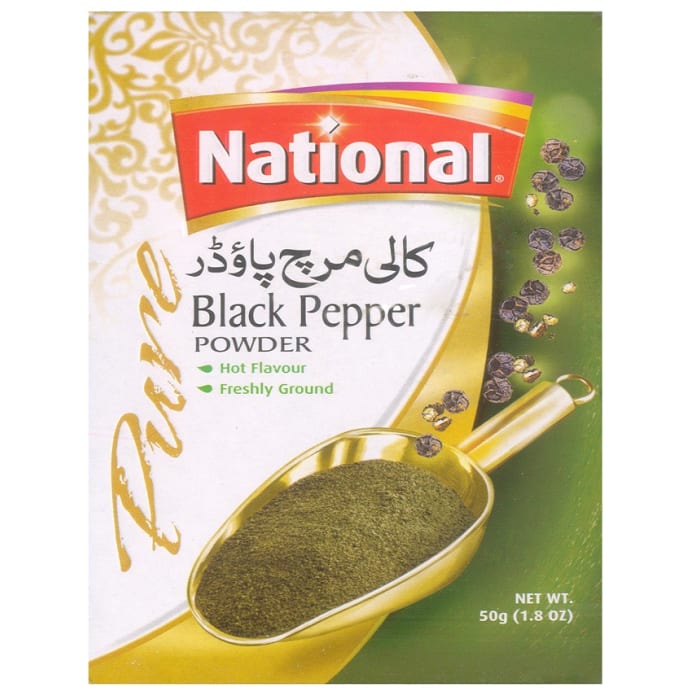 National®
کالی مرچ پاؤڈر
Black Pepper
POWDER
Hot Flavour
Freshly Ground
Pure
NET WT.
50g (1.8 OZ)